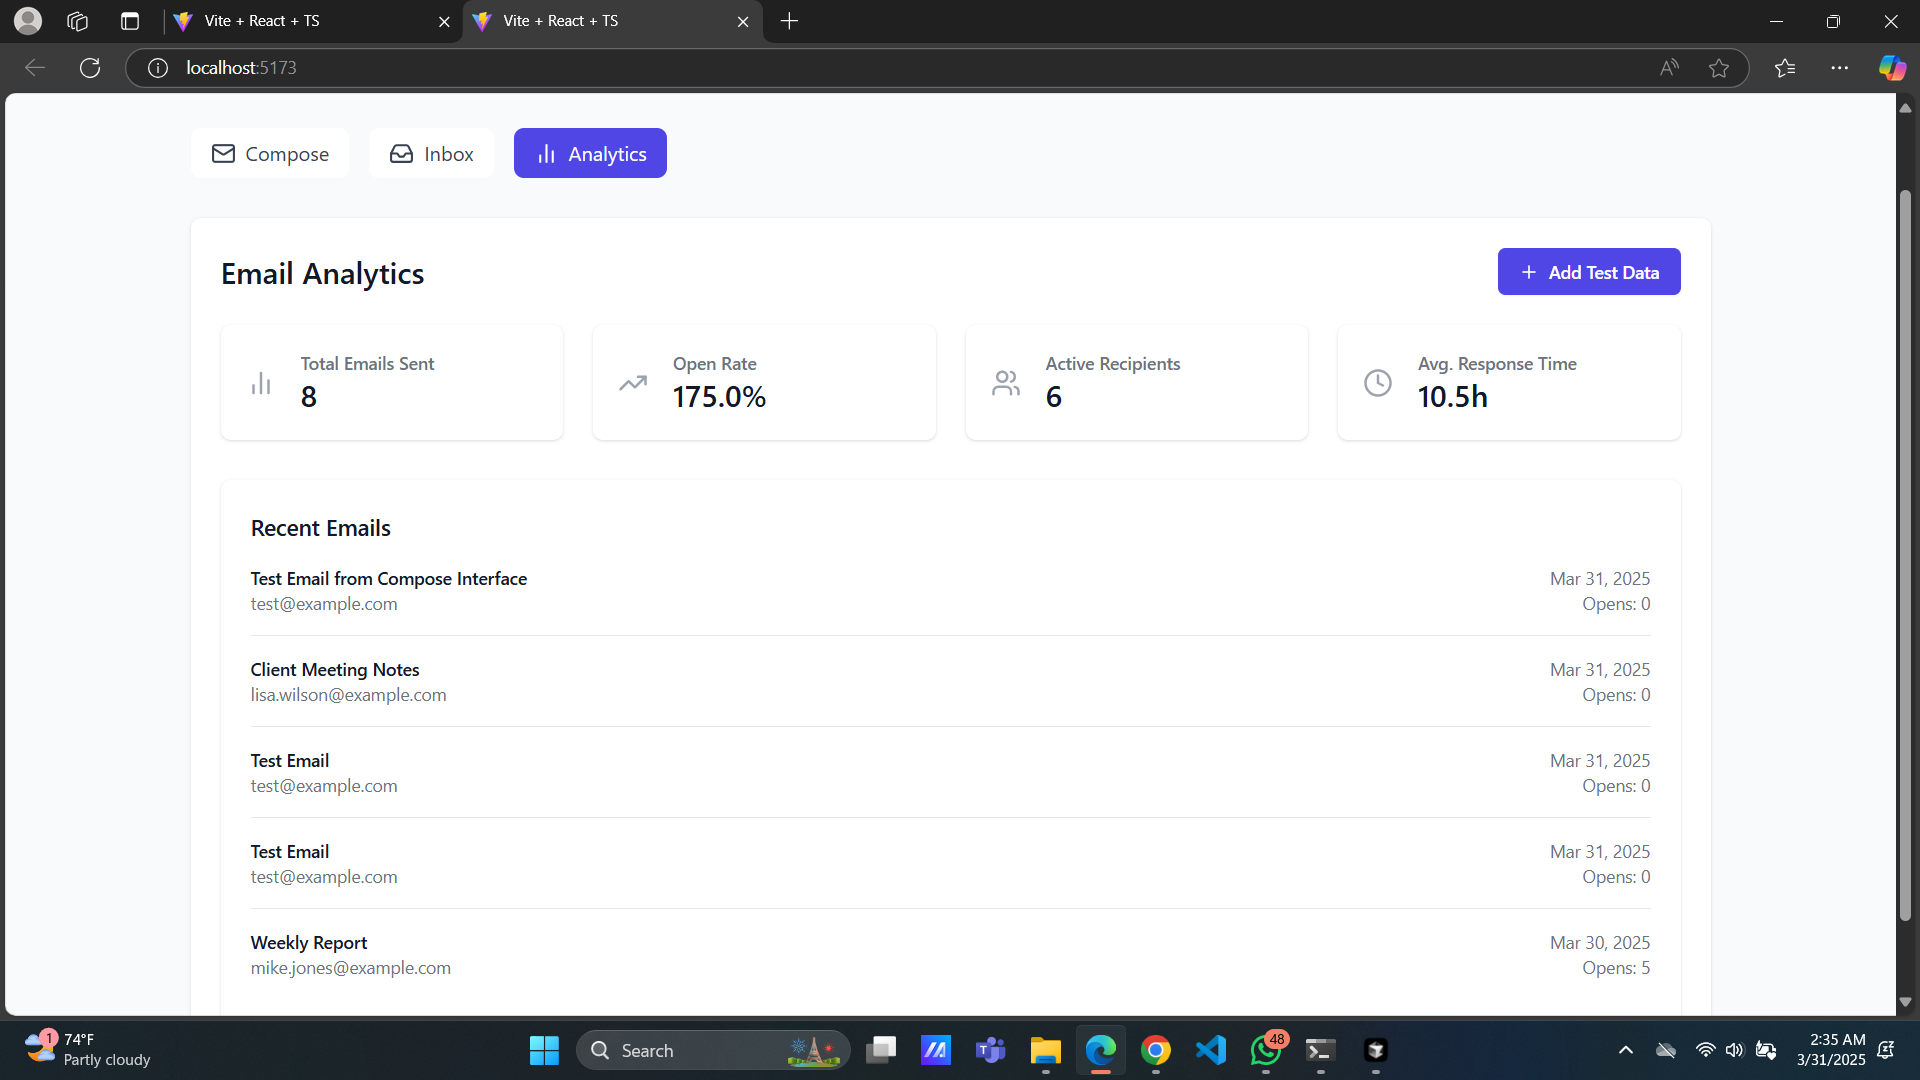 Vite + React + TS
Vite + React + TS
localhost:5173
Compose
Inbox
Analytics
Email Analytics
Add Test Data
Total Emails Sent
8
Open Rate
175.0%
Active Recipients
6
Avg. Response Time
10.5h
Recent Emails
Test Email from Compose Interface
Mar 31, 2025
test@example.com
Opens: 0
Client Meeting Notes
Mar 31, 2025
lisa.wilson@example.com
Opens: 0
Test Email
Mar 31, 2025
test@example.com
Opens: 0
Test Email
Mar 31, 2025
test@example.com
Opens: 0
Weekly Report
Mar 30, 2025
mike.jones@example.com
Opens: 5
1
74°F
Partly cloudy
Search
48
2:35 AM
3/31/2025